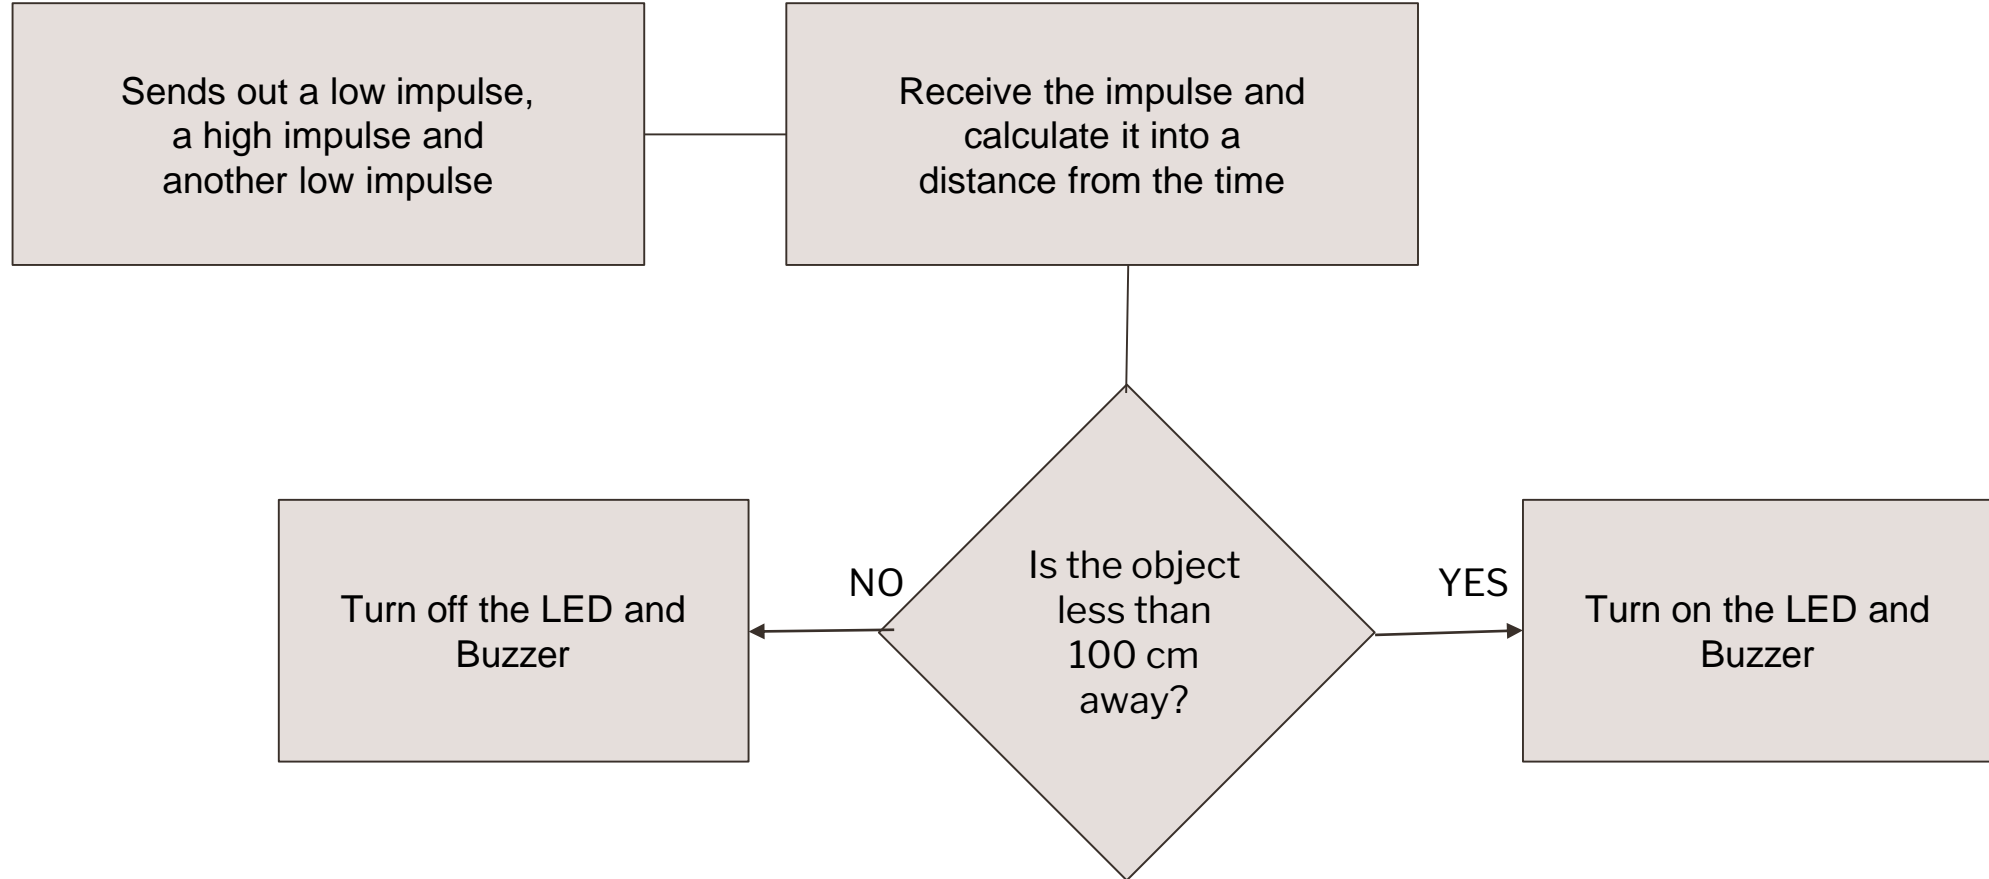 Sends out a low impulse,
a high impulse and
another low impulse
Receive the impulse and
calculate it into a
distance from the time
Is the object
less than
100 cm
away?
NO
Turn off the LED and
Buzzer
YES
Turn on the LED and
Buzzer